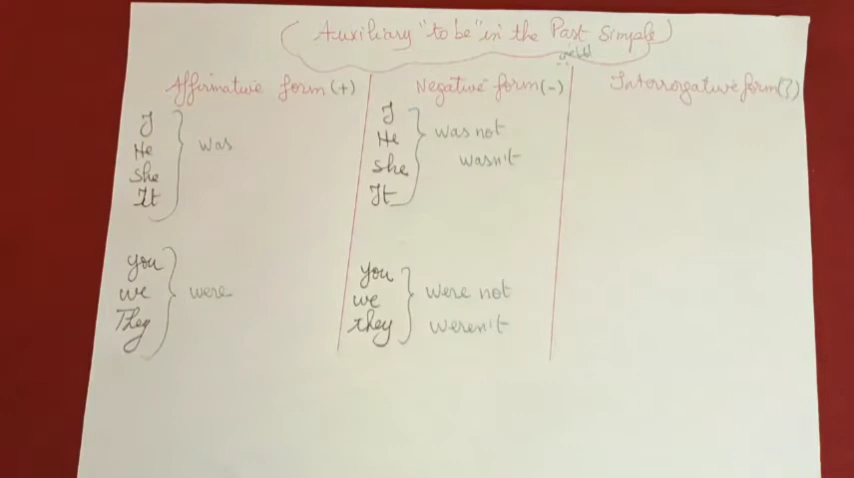 Auxiliary "to be" in the Past Simple
Affirmative form (+)
I
He
She
It
was
you
we
They
were
Negative form (-)
I
He
She
It
was not
wasn't
you
we
they
were not
weren't
Interrogative form (?)